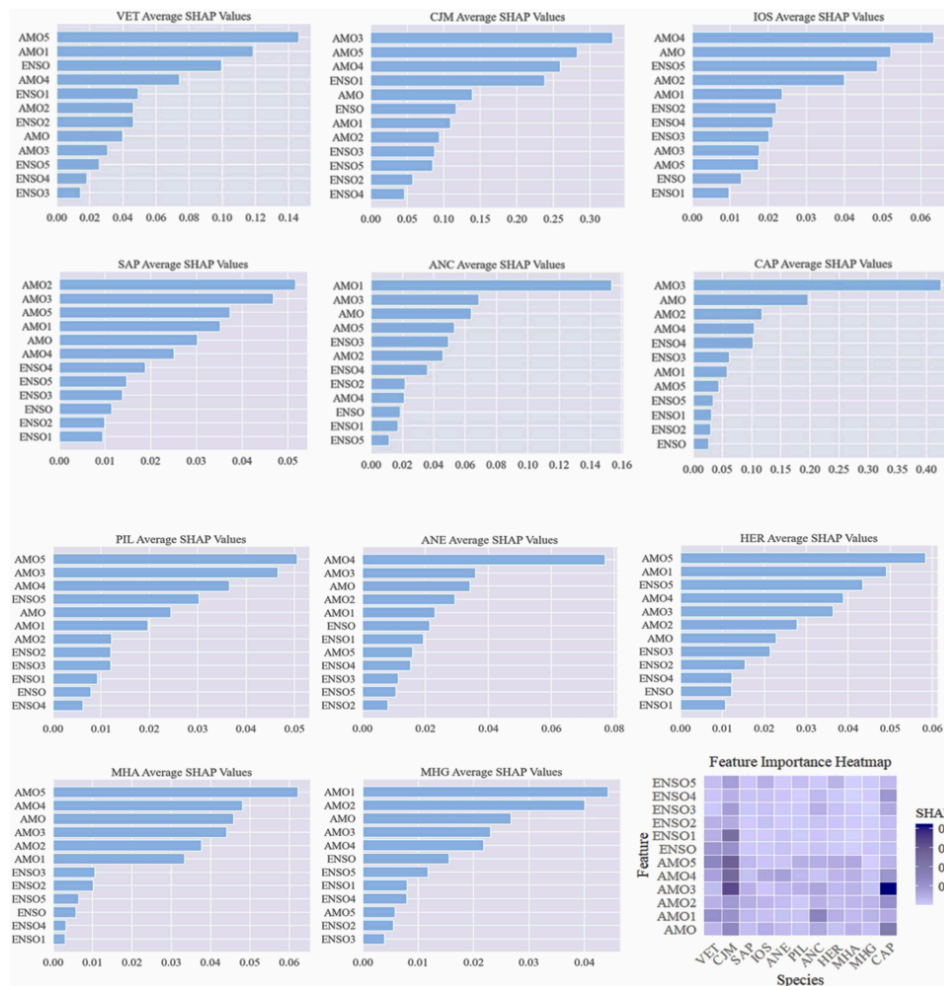 VET Average SHAP Values
AMO5
AMO1
ENSO
AMO4
ENSO1
AMO2
ENSO2
AMO
AMO3
ENSO5
ENSO4
ENSO3
0.00 0.02 0.04 0.06 0.08 0.10 0.12 0.14
CJM Average SHAP Values
AMO3
AMO5
AMO4
ENSO1
AMO
ENSO
AMO1
AMO2
ENSO3
ENSO5
ENSO2
ENSO4
0.00 0.05 0.10 0.15 0.20 0.25 0.30
IOS Average SHAP Values
AMO4
AMO
ENSO5
AMO2
AMO1
ENSO2
ENSO4
ENSO3
AMO3
AMO5
ENSO
ENSO1
0.00 0.01 0.02 0.03 0.04 0.05 0.06
SAP Average SHAP Values
AMO2
AMO3
AMO5
AMO1
AMO
AMO4
ENSO4
ENSO5
ENSO3
ENSO
ENSO2
ENSO1
0.00 0.01 0.02 0.03 0.04 0.05
ANC Average SHAP Values
AMO1
AMO3
AMO
AMO5
ENSO3
AMO2
ENSO4
ENSO2
AMO4
ENSO
ENSO1
ENSO5
0.00 0.02 0.04 0.06 0.08 0.10 0.12 0.14 0.16
CAP Average SHAP Values
AMO3
AMO
AMO2
AMO4
ENSO4
ENSO3
AMO1
AMO5
ENSO5
ENSO1
ENSO2
ENSO
0.00 0.05 0.10 0.15 0.20 0.25 0.30 0.35 0.40
PIL Average SHAP Values
AMO5
AMO3
AMO4
ENSO5
AMO
AMO1
AMO2
ENSO2
ENSO3
ENSO1
ENSO
ENSO4
0.00 0.01 0.02 0.03 0.04 0.05
ANE Average SHAP Values
AMO4
AMO3
AMO
AMO2
AMO1
ENSO
ENSO1
AMO5
ENSO4
ENSO3
ENSO5
ENSO2
0.00 0.02 0.04 0.06 0.08
HER Average SHAP Values
AMO5
AMO1
ENSO5
AMO4
AMO3
AMO2
AMO
ENSO3
ENSO2
ENSO4
ENSO
ENSO1
0.00 0.01 0.02 0.03 0.04 0.05 0.06
MHA Average SHAP Values
AMO5
AMO4
AMO
AMO3
AMO2
AMO1
ENSO3
ENSO2
ENSO5
ENSO
ENSO4
ENSO1
0.00 0.01 0.02 0.03 0.04 0.05 0.06
MHG Average SHAP Values
AMO1
AMO2
AMO
AMO3
AMO4
ENSO
ENSO5
ENSO1
ENSO4
AMO5
ENSO2
ENSO3
0.00 0.01 0.02 0.03 0.04
Feature Importance Heatmap
Feature
ENSO5
ENSO4
ENSO3
ENSO2
ENSO1
ENSO
AMO5
AMO4
AMO3
AMO2
AMO1
AMO
VET CJM SAP IOS ANE PIL ANC HER MHA MHG CAP
Species